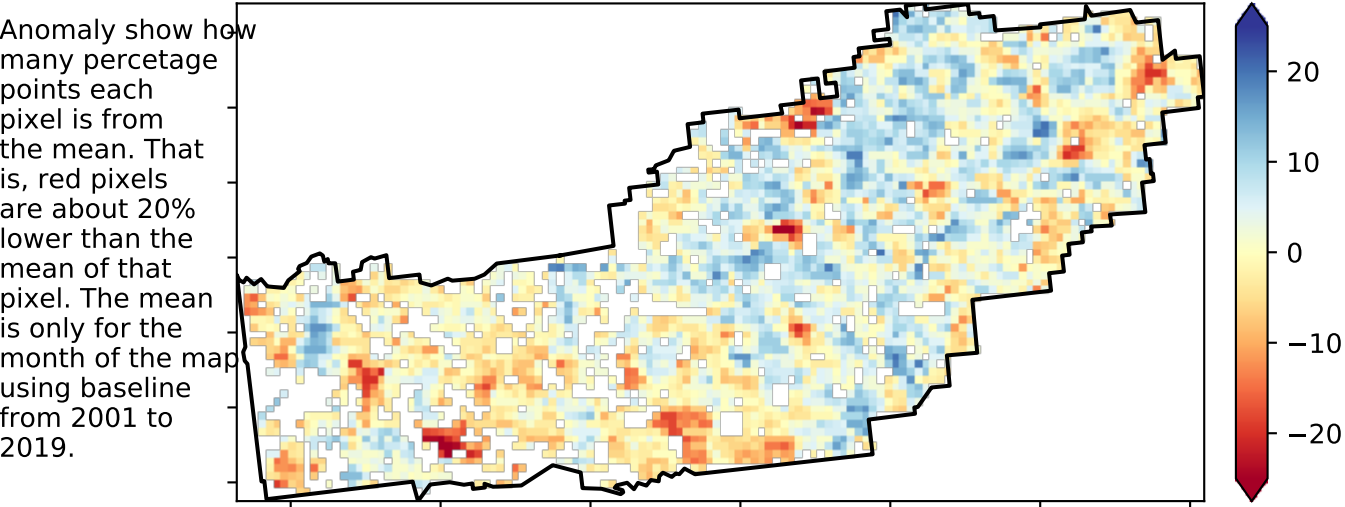 Anomaly show how
many percetage
points each
pixel is from
the mean. That
is, red pixels
are about 20%
lower than the
mean of that
pixel. The mean
is only for the
month of the map
using baseline
from 2001 to
2019.
20
10
0
−10
−20